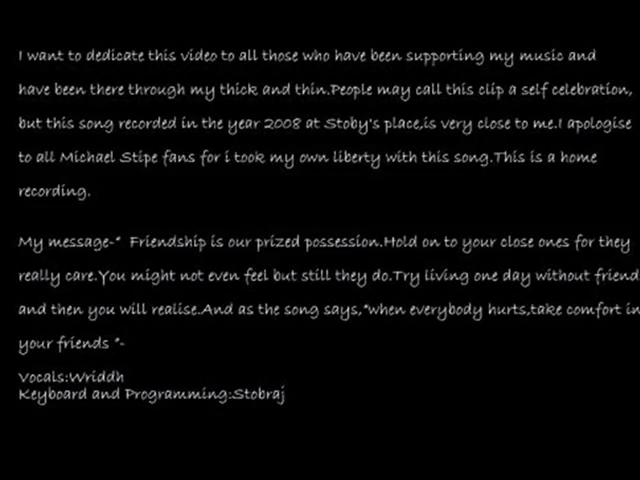 I want to dedicate this video to all those who have been supporting my music and
have been there through my thick and thin.People may call this clip a self celebration,
but this song recorded in the year 2008 at Stoby's place,is very close to me.I apologise
to all Michael Stipe fans for i took my own liberty with this song.This is a home
recording.
My message-" Friendship is our prized possession.Hold on to your close ones for they
really care.You might not even feel but still they do.Try living one day without friend
and then you will realise.And as the song says,"when everybody hurts,take comfort in
your friends "-
Vocals:Wriddh
Keyboard and Programming:Stobraj